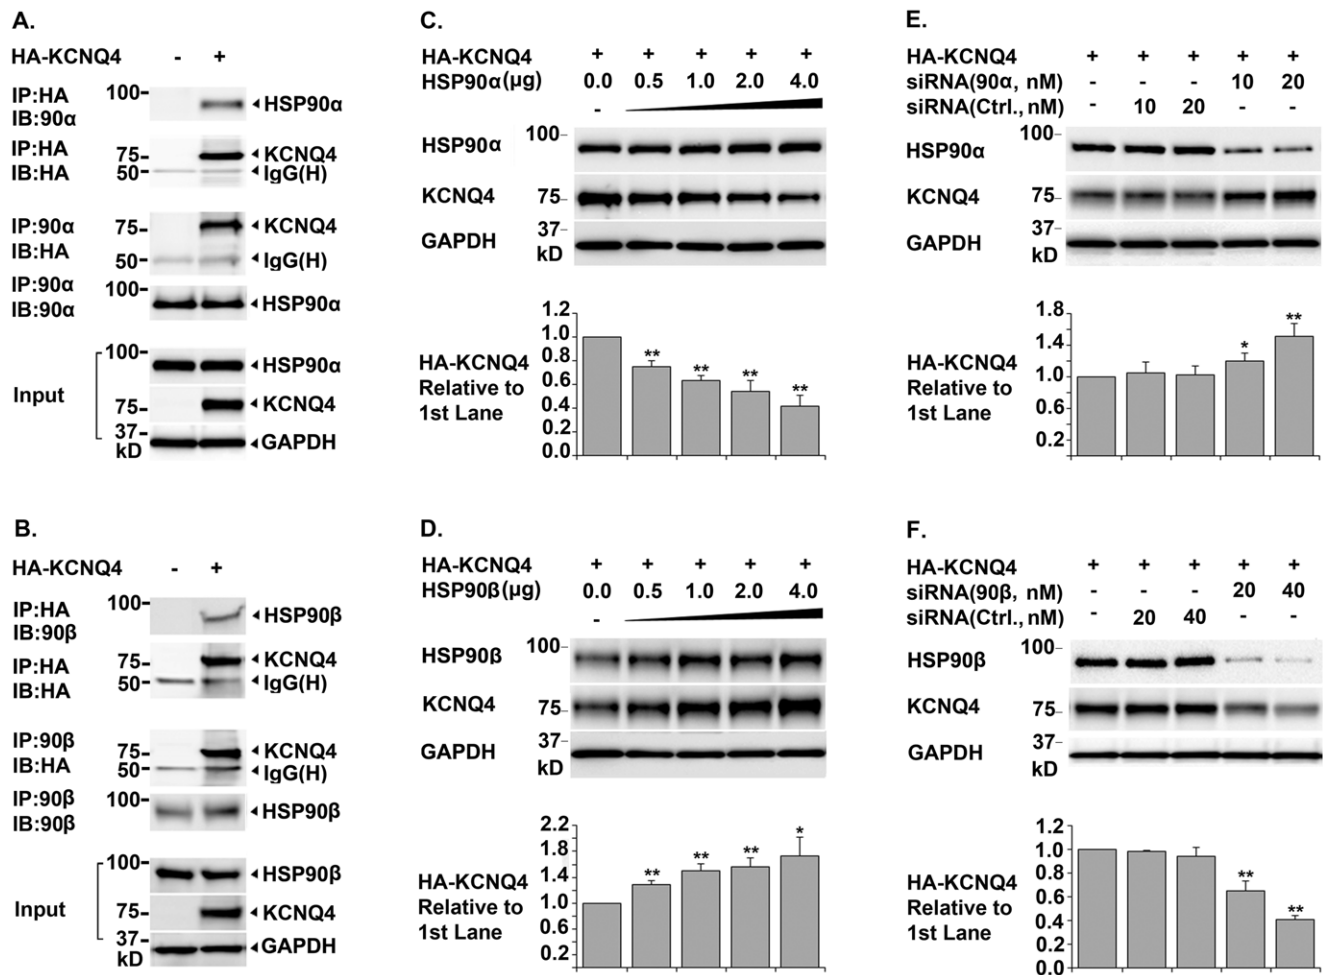 A.
HA-KCNQ4 - +
IP:HA
IB:90α
100-
HSP90α
IP:HA
IB:HA
75-
50-
KCNQ4
IgG(H)
IP:90α
IB:HA
75-
50-
KCNQ4
IgG(H)
IP:90α
IB:90α
100-
HSP90α
Input
100-
HSP90α
75-
KCNQ4
37-
kD
GAPDH
B.
HA-KCNQ4 - +
IP:HA
IB:90β
100-
HSP90β
IP:HA
IB:HA
75-
50-
KCNQ4
IgG(H)
IP:90β
IB:HA
75-
50-
KCNQ4
IgG(H)
IP:90β
IB:90β
100-
HSP90β
Input
100-
HSP90β
75-
KCNQ4
37-
kD
GAPDH
C.
HA-KCNQ4 + + + + +
HSP90α(µg) 0.0 0.5 1.0 2.0 4.0
-
HSP90α 100
KCNQ4 75
GAPDH 37
kD
HA-KCNQ4
Relative to
1st Lane
1.2
1.0
0.8
0.6
0.4
0.2
0.0
** ** ** **
D.
HA-KCNQ4 + + + + +
HSP90β(µg) 0.0 0.5 1.0 2.0 4.0
-
HSP90β 100
KCNQ4 75
GAPDH 37
kD
HA-KCNQ4
Relative to
1st Lane
2.2
1.8
1.4
1.0
0.6
0.2
** ** ** *
E.
HA-KCNQ4 + + + + +
siRNA(90α, nM) - - - 10 20
siRNA(Ctrl., nM) - 10 20 - -
HSP90α 100
KCNQ4 75
GAPDH 37
kD
HA-KCNQ4
Relative to
1st Lane
1.8
1.4
1.0
0.6
0.2
* **
F.
HA-KCNQ4 + + + + +
siRNA(90β, nM) - - - 20 40
siRNA(Ctrl., nM) - 20 40 - -
HSP90β 100
KCNQ4 75
GAPDH 37
kD
HA-KCNQ4
Relative to
1st Lane
1.2
1.0
0.8
0.6
0.4
0.2
0.0
** **